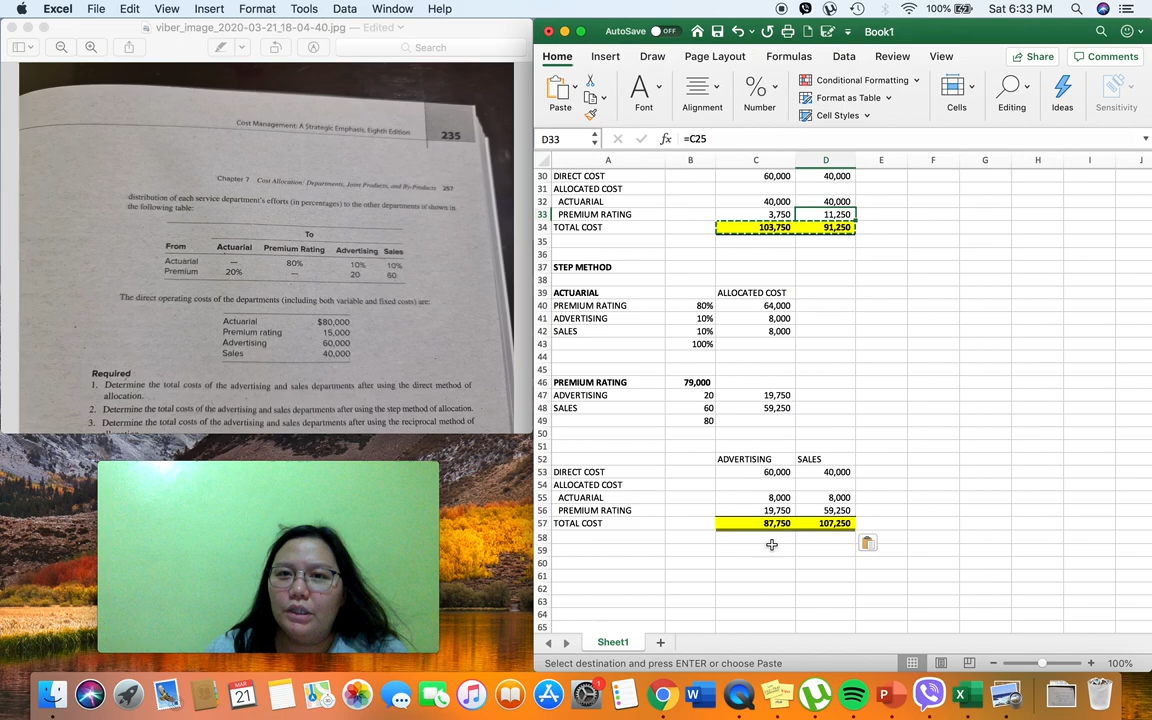 Excel File Edit View Insert Format Tools Data Window Help
100% Sat 6:33 PM
viber_image_2020-03-21_18-04-40.jpg — Edited
Search
Cost Management: A Strategic Emphasis, Eighth Edition 235
Chapter 7 Cost Allocation: Departments, Joint Products, and By-Products 257
distribution of each service department's efforts (in percentages) to the other departments is shown in
the following table:
To
From Actuarial Premium Rating Advertising Sales
Actuarial — 80% 10% 10%
Premium 20% — 20 60
The direct operating costs of the departments (including both variable and fixed costs) are:
Actuarial $80,000
Premium rating 15,000
Advertising 60,000
Sales 40,000
Required
1. Determine the total costs of the advertising and sales departments after using the direct method of
allocation.
2. Determine the total costs of the advertising and sales departments after using the step method of allocation.
3. Determine the total costs of the advertising and sales departments after using the reciprocal method of
AutoSave OFF Book1
Home Insert Draw Page Layout Formulas Data Review View Share Comments
Paste Font Alignment Number Conditional Formatting Format as Table Cell Styles Cells Editing Ideas Sensitivity
D33 fx =C25
A B C D E F G H I J
30 DIRECT COST 60,000 40,000
31 ALLOCATED COST
32 ACTUARIAL 40,000 40,000
33 PREMIUM RATING 3,750 11,250
34 TOTAL COST 103,750 91,250
35
36
37 STEP METHOD
38
39 ACTUARIAL ALLOCATED COST
40 PREMIUM RATING 80% 64,000
41 ADVERTISING 10% 8,000
42 SALES 10% 8,000
43 100%
44
45
46 PREMIUM RATING 79,000
47 ADVERTISING 20 19,750
48 SALES 60 59,250
49 80
50
51
52 ADVERTISING SALES
53 DIRECT COST 60,000 40,000
54 ALLOCATED COST
55 ACTUARIAL 8,000 8,000
56 PREMIUM RATING 19,750 59,250
57 TOTAL COST 87,750 107,250
58
59
60
61
62
63
64
65
Sheet1
Select destination and press ENTER or choose Paste 100%
MAR
21
1